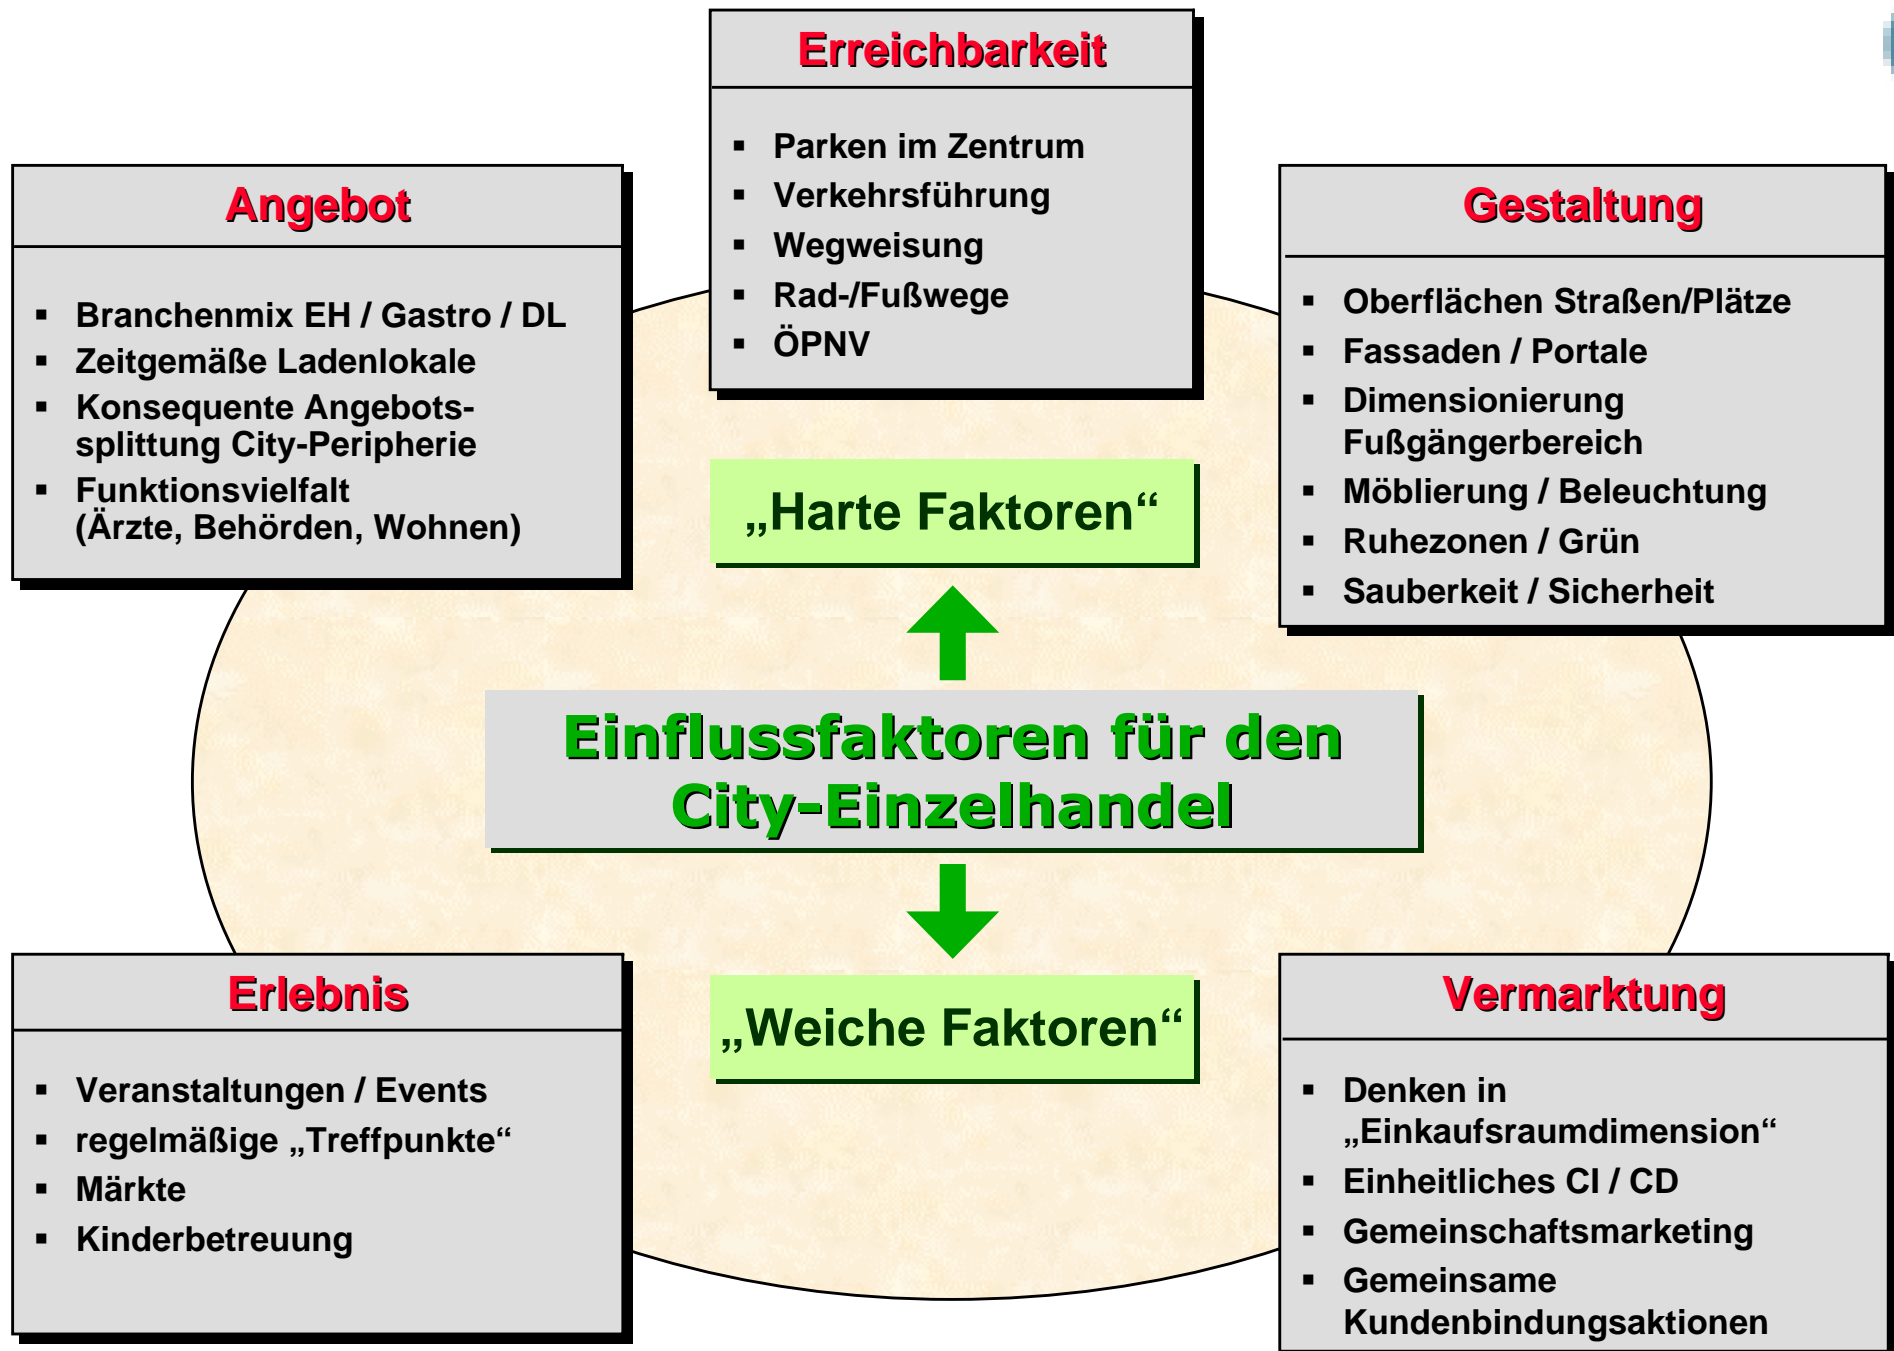 Erreichbarkeit
▪ Parken im Zentrum
▪ Verkehrsführung
▪ Wegweisung
▪ Rad-/Fußwege
▪ ÖPNV
Angebot
▪ Branchenmix EH / Gastro / DL
▪ Zeitgemäße Ladenlokale
▪ Konsequente Angebots-
splittung City-Peripherie
▪ Funktionsvielfalt
(Ärzte, Behörden, Wohnen)
Gestaltung
▪ Oberflächen Straßen/Plätze
▪ Fassaden / Portale
▪ Dimensionierung
Fußgängerbereich
▪ Möblierung / Beleuchtung
▪ Ruhezonen / Grün
▪ Sauberkeit / Sicherheit
„Harte Faktoren“
Einflussfaktoren für den
City-Einzelhandel
„Weiche Faktoren“
Erlebnis
▪ Veranstaltungen / Events
▪ regelmäßige „Treffpunkte“
▪ Märkte
▪ Kinderbetreuung
Vermarktung
▪ Denken in
„Einkaufsraumdimension“
▪ Einheitliches CI / CD
▪ Gemeinschaftsmarketing
▪ Gemeinsame
Kundenbindungsaktionen